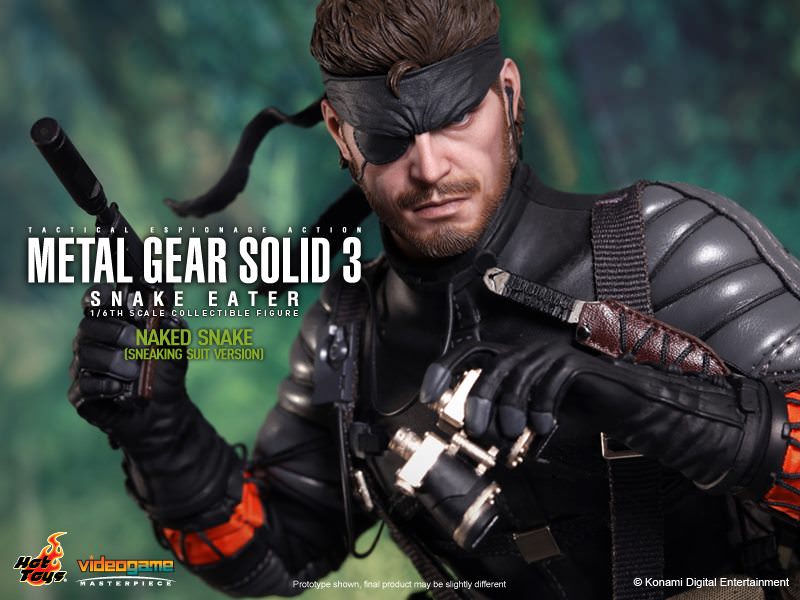 TACTICAL ESPIONAGE ACTION
METAL GEAR SOLID 3
SNAKE EATER
1/6TH SCALE COLLECTIBLE FIGURE
NAKED SNAKE
(SNEAKING SUIT VERSION)
Hot Toys
videogame
MASTERPIECE
Prototype shown, final product may be slightly different
© Konami Digital Entertainment